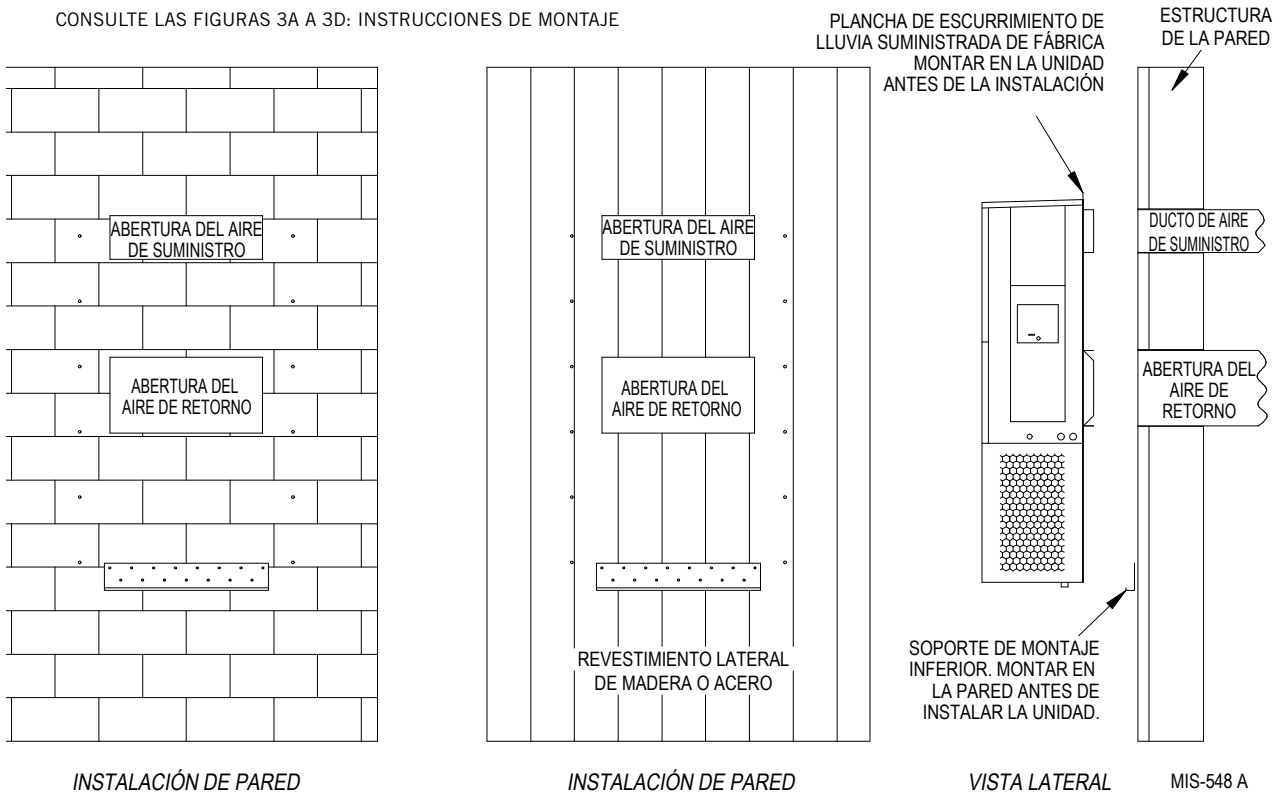 CONSULTE LAS FIGURAS 3A A 3D: INSTRUCCIONES DE MONTAJE
PLANCHA DE ESCURRIMIENTO DE
LLUVIA SUMINISTRADA DE FÁBRICA
MONTAR EN LA UNIDAD
ANTES DE LA INSTALACIÓN
ESTRUCTURA
DE LA PARED
ABERTURA DEL AIRE
DE SUMINISTRO
ABERTURA DEL
AIRE DE RETORNO
ABERTURA DEL AIRE
DE SUMINISTRO
ABERTURA DEL
AIRE DE RETORNO
REVESTIMIENTO LATERAL
DE MADERA O ACERO
DUCTO DE AIRE
DE SUMINISTRO
ABERTURA DEL
AIRE DE
RETORNO
SOPORTE DE MONTAJE
INFERIOR. MONTAR EN
LA PARED ANTES DE
INSTALAR LA UNIDAD.
INSTALACIÓN DE PARED
INSTALACIÓN DE PARED
VISTA LATERAL
MIS-548 A